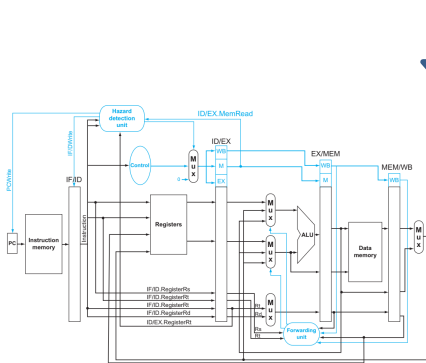 Hazard
detection
unit
ID/EX.MemRead
IF/IDWrite
PCWrite
ID/EX
WB
EX/MEM
Control
M
u
x
M
WB
MEM/WB
0
EX
M
WB
IF/ID
Instruction
PC
Instruction
memory
Registers
M
u
x
M
u
x
ALU
Data
memory
M
u
x
IF/ID.RegisterRs
IF/ID.RegisterRt
IF/ID.RegisterRt
IF/ID.RegisterRd
ID/EX.RegisterRt
Rt
Rd
M
u
x
Rs
Rt
Forwarding
unit